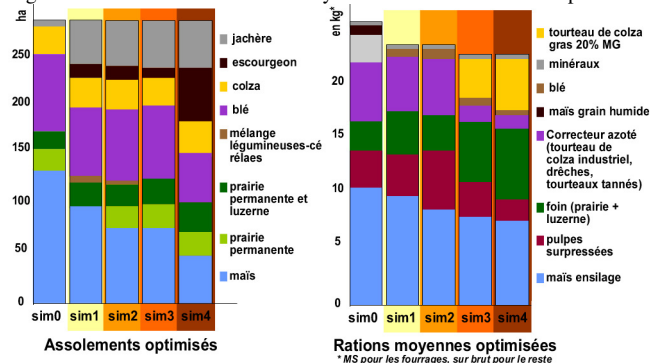 ha
250
200
150
100
50
0
sim0 sim1 sim2 sim3 sim4
Assolements optimisés
jachère
escourgeon
colza
blé
mélange
légumineuses-cé
rélaes
prairie
permanente et
luzerne
prairie
permanente
maïs
en kg*
20
15
10
5
0
sim0 sim1 sim2 sim3 sim4
Rations moyennes optimisées
* MS pour les fourrages, sur brut pour le reste
tourteau de colza
gras 20% MG
minéraux
blé
maïs grain humide
Correcteur azoté
(tourteau de
colza industriel,
drêches,
tourteaux tannés)
foin (prairie +
luzerne)
pulpes
surpressées
maïs ensilage